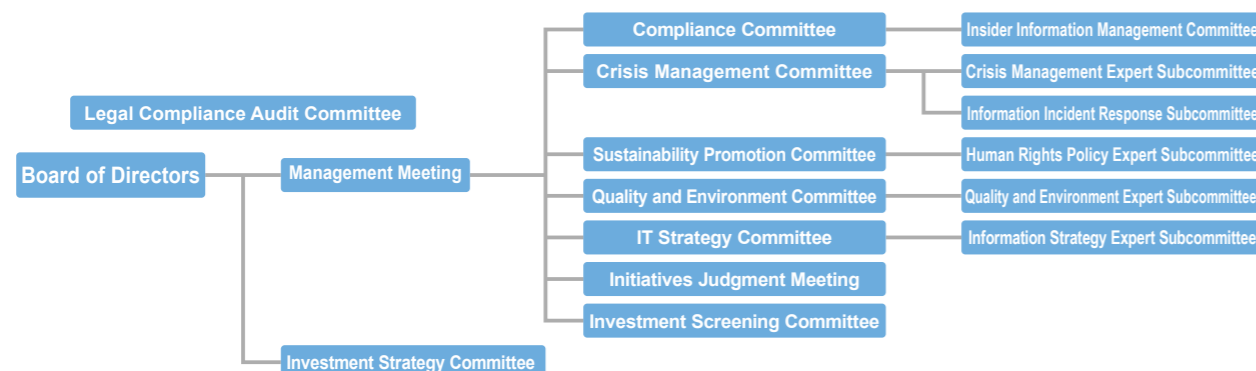 Compliance Committee
Insider Information Management Committee
Crisis Management Committee
Crisis Management Expert Subcommittee
Legal Compliance Audit Committee
Information Incident Response Subcommittee
Sustainability Promotion Committee
Human Rights Policy Expert Subcommittee
Board of Directors
Management Meeting
Quality and Environment Committee
Quality and Environment Expert Subcommittee
IT Strategy Committee
Information Strategy Expert Subcommittee
Initiatives Judgment Meeting
Investment Screening Committee
Investment Strategy Committee